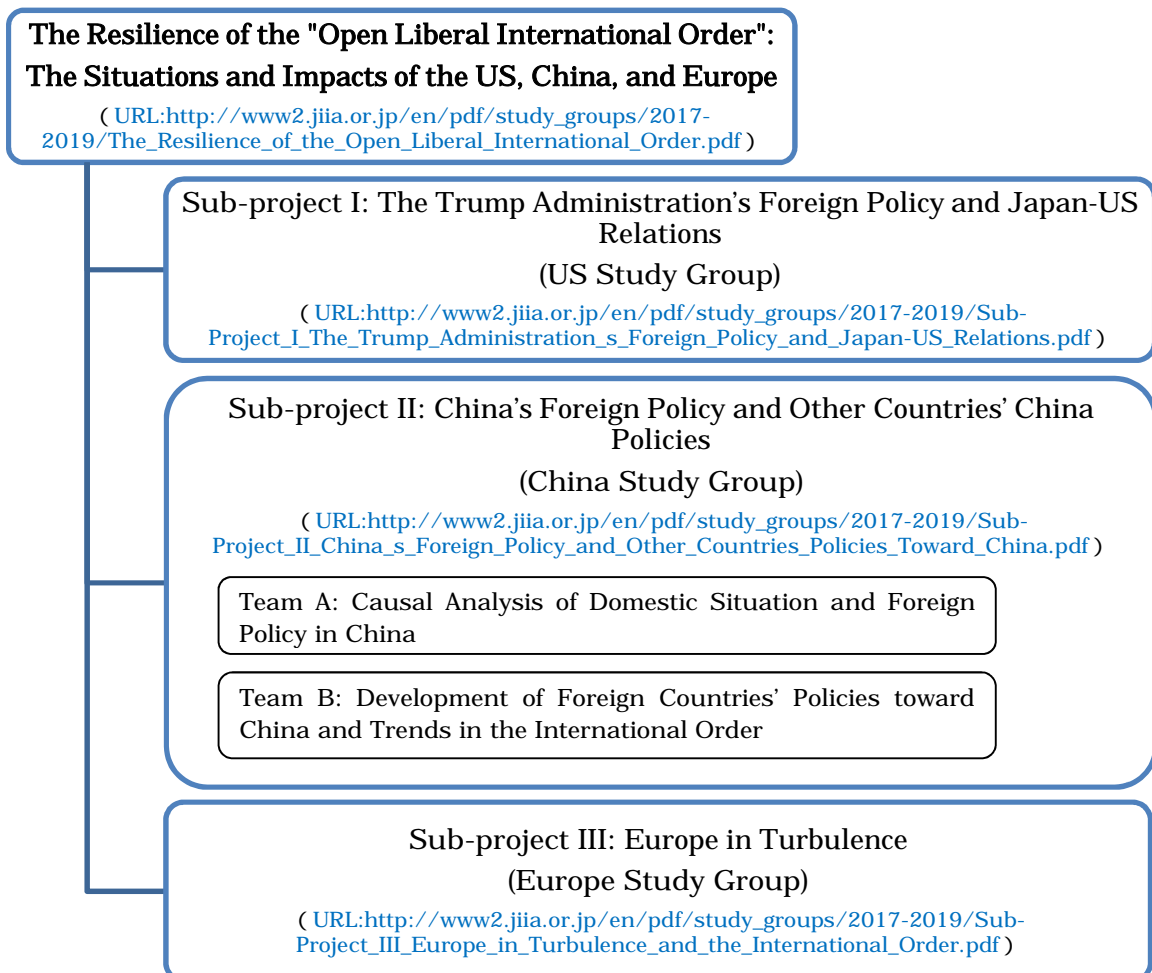 The Resilience of the "Open Liberal International Order":
The Situations and Impacts of the US, China, and Europe
( URL:http://www2.jiia.or.jp/en/pdf/study_groups/2017-
2019/The_Resilience_of_the_Open_Liberal_International_Order.pdf )
Sub-project I: The Trump Administration’s Foreign Policy and Japan-US
Relations
(US Study Group)
( URL:http://www2.jiia.or.jp/en/pdf/study_groups/2017-2019/Sub-
Project_I_The_Trump_Administration_s_Foreign_Policy_and_Japan-US_Relations.pdf )
Sub-project II: China’s Foreign Policy and Other Countries’ China
Policies
(China Study Group)
( URL:http://www2.jiia.or.jp/en/pdf/study_groups/2017-2019/Sub-
Project_II_China_s_Foreign_Policy_and_Other_Countries_Policies_Toward_China.pdf )
Team A: Causal Analysis of Domestic Situation and Foreign
Policy in China
Team B: Development of Foreign Countries’ Policies toward
China and Trends in the International Order
Sub-project III: Europe in Turbulence
(Europe Study Group)
( URL:http://www2.jiia.or.jp/en/pdf/study_groups/2017-2019/Sub-
Project_III_Europe_in_Turbulence_and_the_International_Order.pdf )